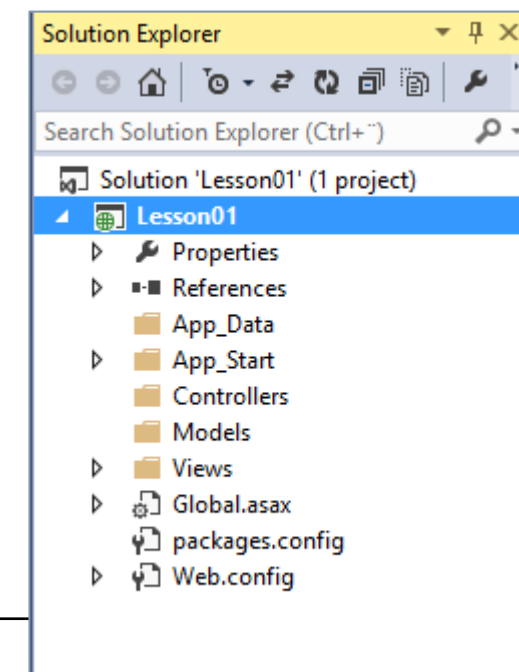 Solution Explorer
Search Solution Explorer (Ctrl+¨)
Solution 'Lesson01' (1 project)
Lesson01
Properties
References
App_Data
App_Start
Controllers
Models
Views
Global.asax
packages.config
Web.config